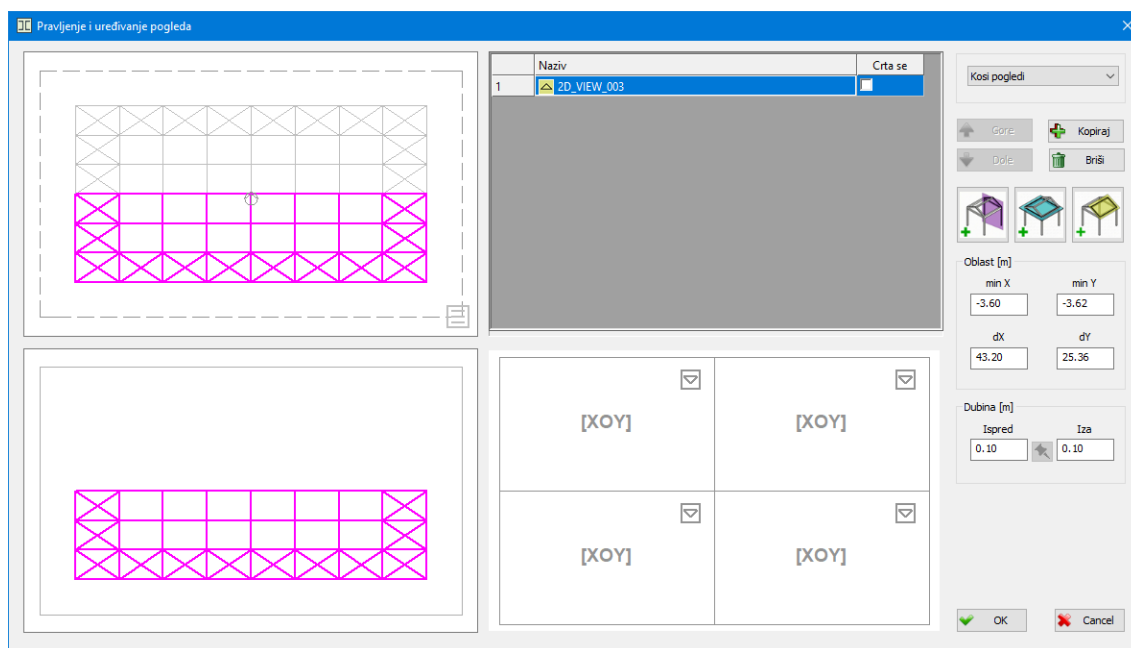 Pravljenje i uređivanje pogleda
Naziv Crta se
1 2D_VIEW_003
Kosi pogledi
Gore Kopiraj
Dole Briši
Oblast [m]
min X min Y
-3.60 -3.62
dX dY
43.20 25.36
Dubina [m]
Ispred Iza
0.10 0.10
[XOY] [XOY]
[XOY] [XOY]
OK Cancel